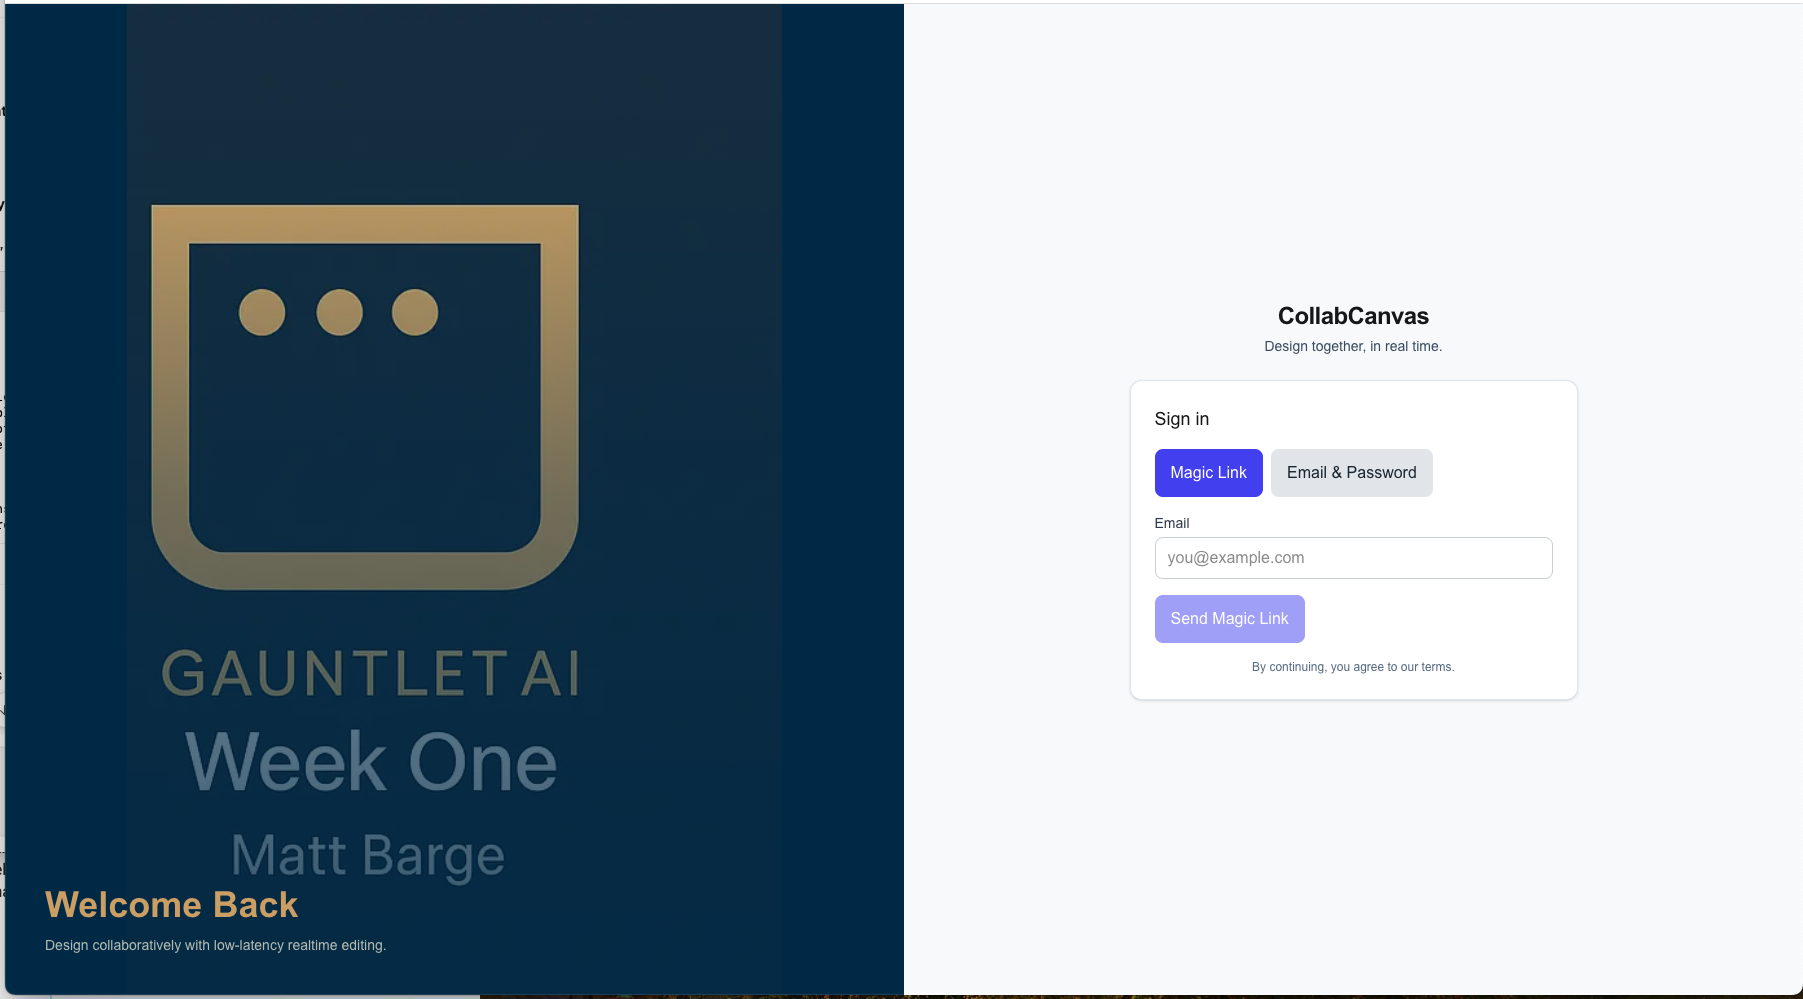 GAUNTLET AI
Week One
Matt Barge
Welcome Back
Design collaboratively with low-latency realtime editing.
CollabCanvas
Design together, in real time.
Sign in
Magic Link
Email & Password
Email
you@example.com
Send Magic Link
By continuing, you agree to our terms.